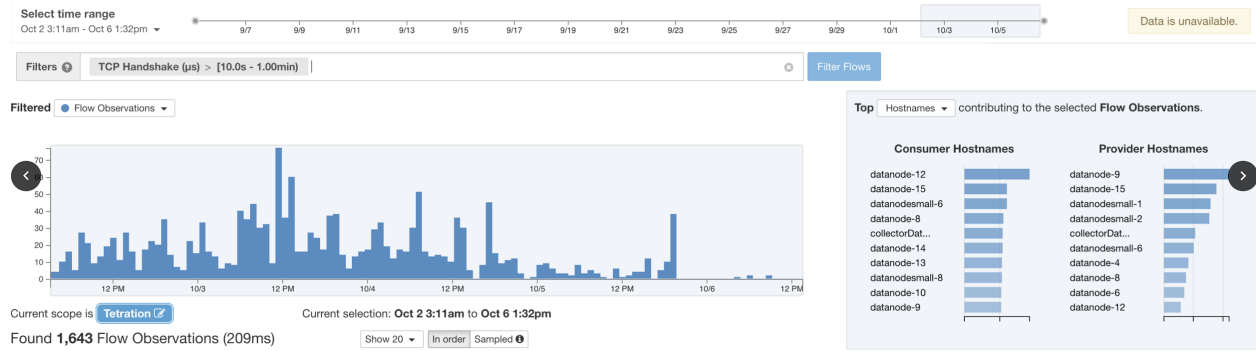 Select time range
Oct 2 3:11am - Oct 6 1:32pm
9/7 9/9 9/11 9/13 9/15 9/17 9/19 9/21 9/23 9/25 9/27 9/29 10/1 10/3 10/5
Data is unavailable.
Filters TCP Handshake (µs) > [10.0s - 1.00min)
Filter Flows
Filtered Flow Observations
Top Hostnames contributing to the selected Flow Observations.
70
60
50
40
30
20
10
0
12 PM 10/3 12 PM 10/4 12 PM 10/5 12 PM 10/6 12 PM
Consumer Hostnames
datanode-12
datanode-15
datanodesmall-6
datanode-8
collectorDat...
datanode-14
datanode-13
datanodesmall-8
datanode-10
datanode-9
Provider Hostnames
datanode-9
datanode-15
datanodesmall-1
datanodesmall-2
collectorDat...
datanodesmall-6
datanode-4
datanode-8
datanode-6
datanode-12
Current scope is Tetration
Current selection: Oct 2 3:11am to Oct 6 1:32pm
Found 1,643 Flow Observations (209ms)
Show 20 In order Sampled